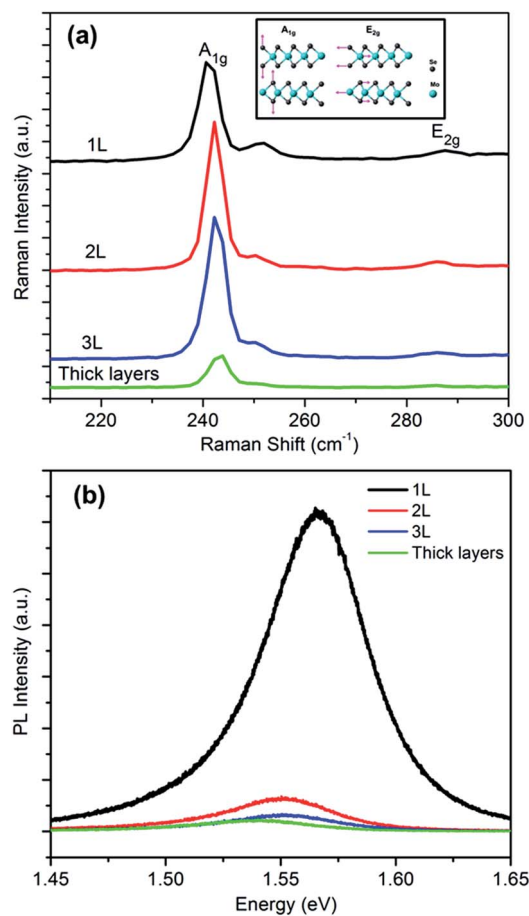 (a)
A1g
A1g
E2g
Se
Mo
E2g
1L
2L
3L
Thick layers
Raman Intensity (a.u.)
220 240 260 280 300
Raman Shift (cm-1)
(b)
1L
2L
3L
Thick layers
PL Intensity (a.u.)
1.45 1.50 1.55 1.60 1.65
Energy (eV)